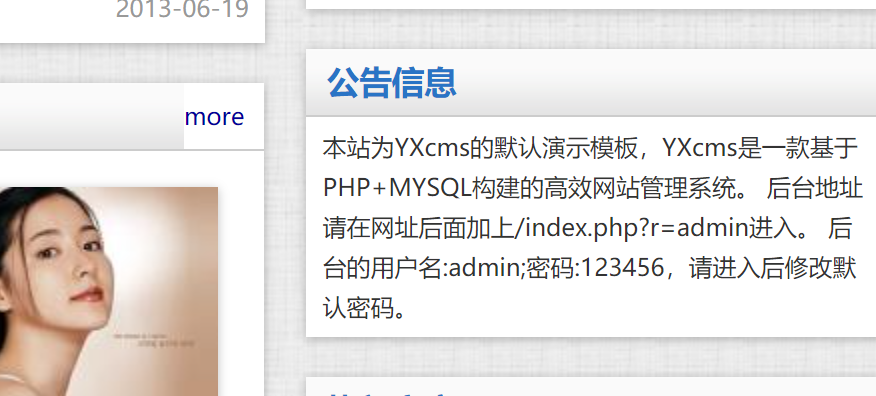 2013-06-19
more
公告信息
本站为YXcms的默认演示模板，YXcms是一款基于
PHP+MYSQL构建的高效网站管理系统。 后台地址
请在网址后面加上/index.php?r=admin进入。 后
台的用户名:admin;密码:123456，请进入后修改默
认密码。